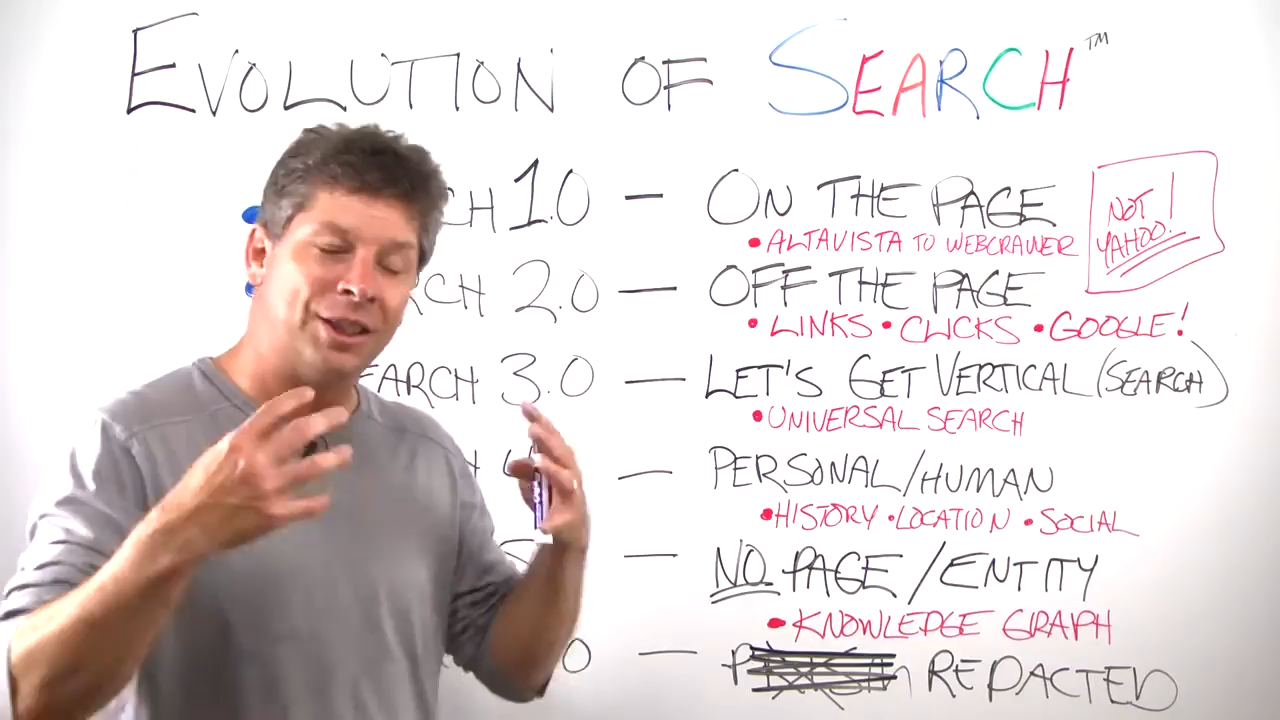 EVOLUTION OF SEARCH™
CH 1.0 — ON THE PAGE
• ALTAVISTA TO WEBCRAWER
NOT
YAHOO!
RCH 2.0 — OFF THE PAGE
• LINKS • CLICKS • GOOGLE!
EARCH 3.0 — LET'S GET VERTICAL (SEARCH)
• UNIVERSAL SEARCH
H — PERSONAL/HUMAN
• HISTORY • LOCATION • SOCIAL
— NO PAGE/ENTITY
• KNOWLEDGE GRAPH
0 — REDACTED